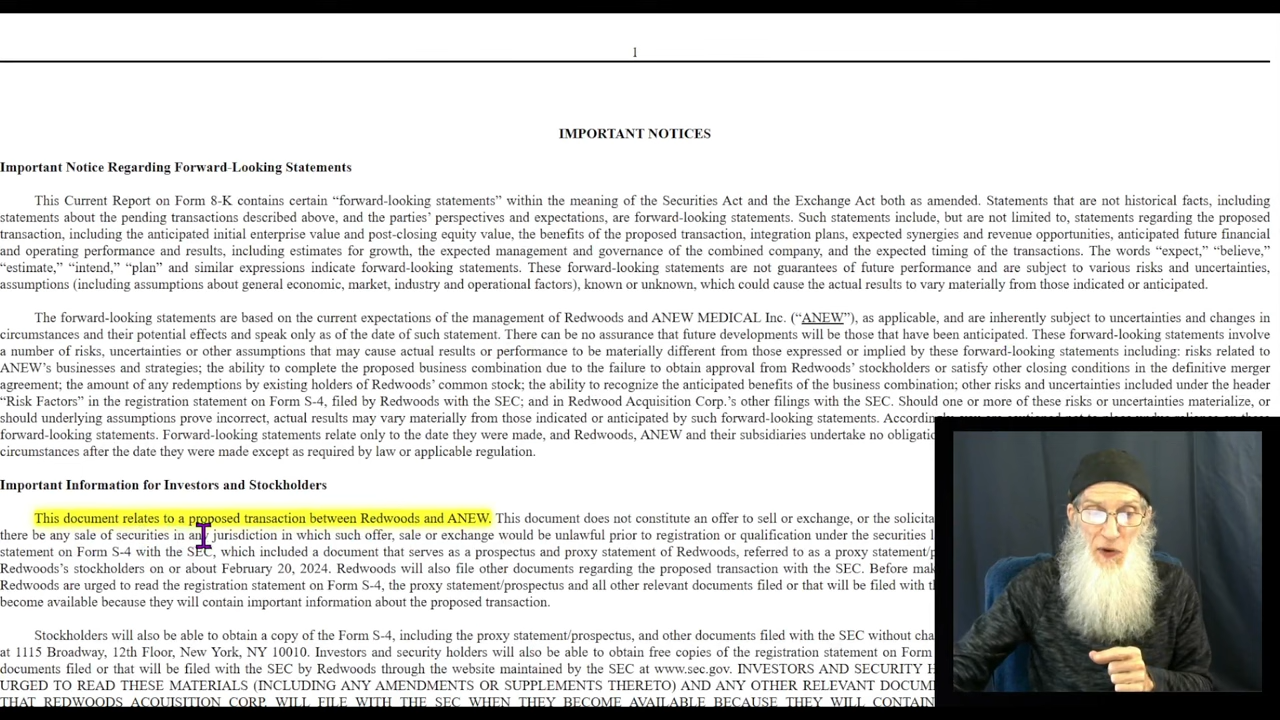 1
IMPORTANT NOTICES
Important Notice Regarding Forward-Looking Statements
This Current Report on Form 8-K contains certain “forward-looking statements” within the meaning of the Securities Act and the Exchange Act both as amended. Statements that are not historical facts, including
statements about the pending transactions described above, and the parties’ perspectives and expectations, are forward-looking statements. Such statements include, but are not limited to, statements regarding the proposed
transaction, including the anticipated initial enterprise value and post-closing equity value, the benefits of the proposed transaction, integration plans, expected synergies and revenue opportunities, anticipated future financial
and operating performance and results, including estimates for growth, the expected management and governance of the combined company, and the expected timing of the transactions. The words “expect,” “believe,”
“estimate,” “intend,” “plan” and similar expressions indicate forward-looking statements. These forward-looking statements are not guarantees of future performance and are subject to various risks and uncertainties,
assumptions (including assumptions about general economic, market, industry and operational factors), known or unknown, which could cause the actual results to vary materially from those indicated or anticipated.
The forward-looking statements are based on the current expectations of the management of Redwoods and ANEW MEDICAL Inc. (“ANEW”), as applicable, and are inherently subject to uncertainties and changes in
circumstances and their potential effects and speak only as of the date of such statement. There can be no assurance that future developments will be those that have been anticipated. These forward-looking statements involve
a number of risks, uncertainties or other assumptions that may cause actual results or performance to be materially different from those expressed or implied by these forward-looking statements including: risks related to
ANEW’s businesses and strategies; the ability to complete the proposed business combination due to the failure to obtain approval from Redwoods’ stockholders or satisfy other closing conditions in the definitive merger
agreement; the amount of any redemptions by existing holders of Redwoods’ common stock; the ability to recognize the anticipated benefits of the business combination; other risks and uncertainties included under the header
“Risk Factors” in the registration statement on Form S-4, filed by Redwoods with the SEC; and in Redwood Acquisition Corp.’s other filings with the SEC. Should one or more of these risks or uncertainties materialize, or
should underlying assumptions prove incorrect, actual results may vary materially from those indicated or anticipated by such forward-looking statements.
forward-looking statements. Forward-looking statements relate only to the date they were made, and Redwoods, ANEW and their subsidiaries undertake no
circumstances after the date they were made except as required by law or applicable regulation.
Important Information for Investors and Stockholders
This document relates to a proposed transaction between Redwoods and ANEW. This document does not constitute an offer to sell or exchange, or the
there be any sale of securities in any jurisdiction in which such offer, sale or exchange would be unlawful prior to registration or qualification under the securities
statement on Form S-4 with the SEC, which included a document that serves as a prospectus and proxy statement of Redwoods, referred to as a proxy
Redwoods’s stockholders on or about February 20, 2024. Redwoods will also file other documents regarding the proposed transaction with the SEC. Before
Redwoods are urged to read the registration statement on Form S-4, the proxy statement/prospectus and all other relevant documents filed or that will be filed with
become available because they will contain important information about the proposed transaction.
Stockholders will also be able to obtain a copy of the Form S-4, including the proxy statement/prospectus, and other documents filed with the SEC without
at 1115 Broadway, 12th Floor, New York, NY 10010. Investors and security holders will also be able to obtain free copies of the registration statement on Form
documents filed or that will be filed with the SEC by Redwoods through the website maintained by the SEC at www.sec.gov. INVESTORS AND SECURITY
URGED TO READ THESE MATERIALS (INCLUDING ANY AMENDMENTS OR SUPPLEMENTS THERETO) AND ANY OTHER RELEVANT
THAT REDWOODS ACQUISITION CORP. WILL FILE WITH THE SEC WHEN THEY BECOME AVAILABLE BECAUSE THEY WILL CONTAIN